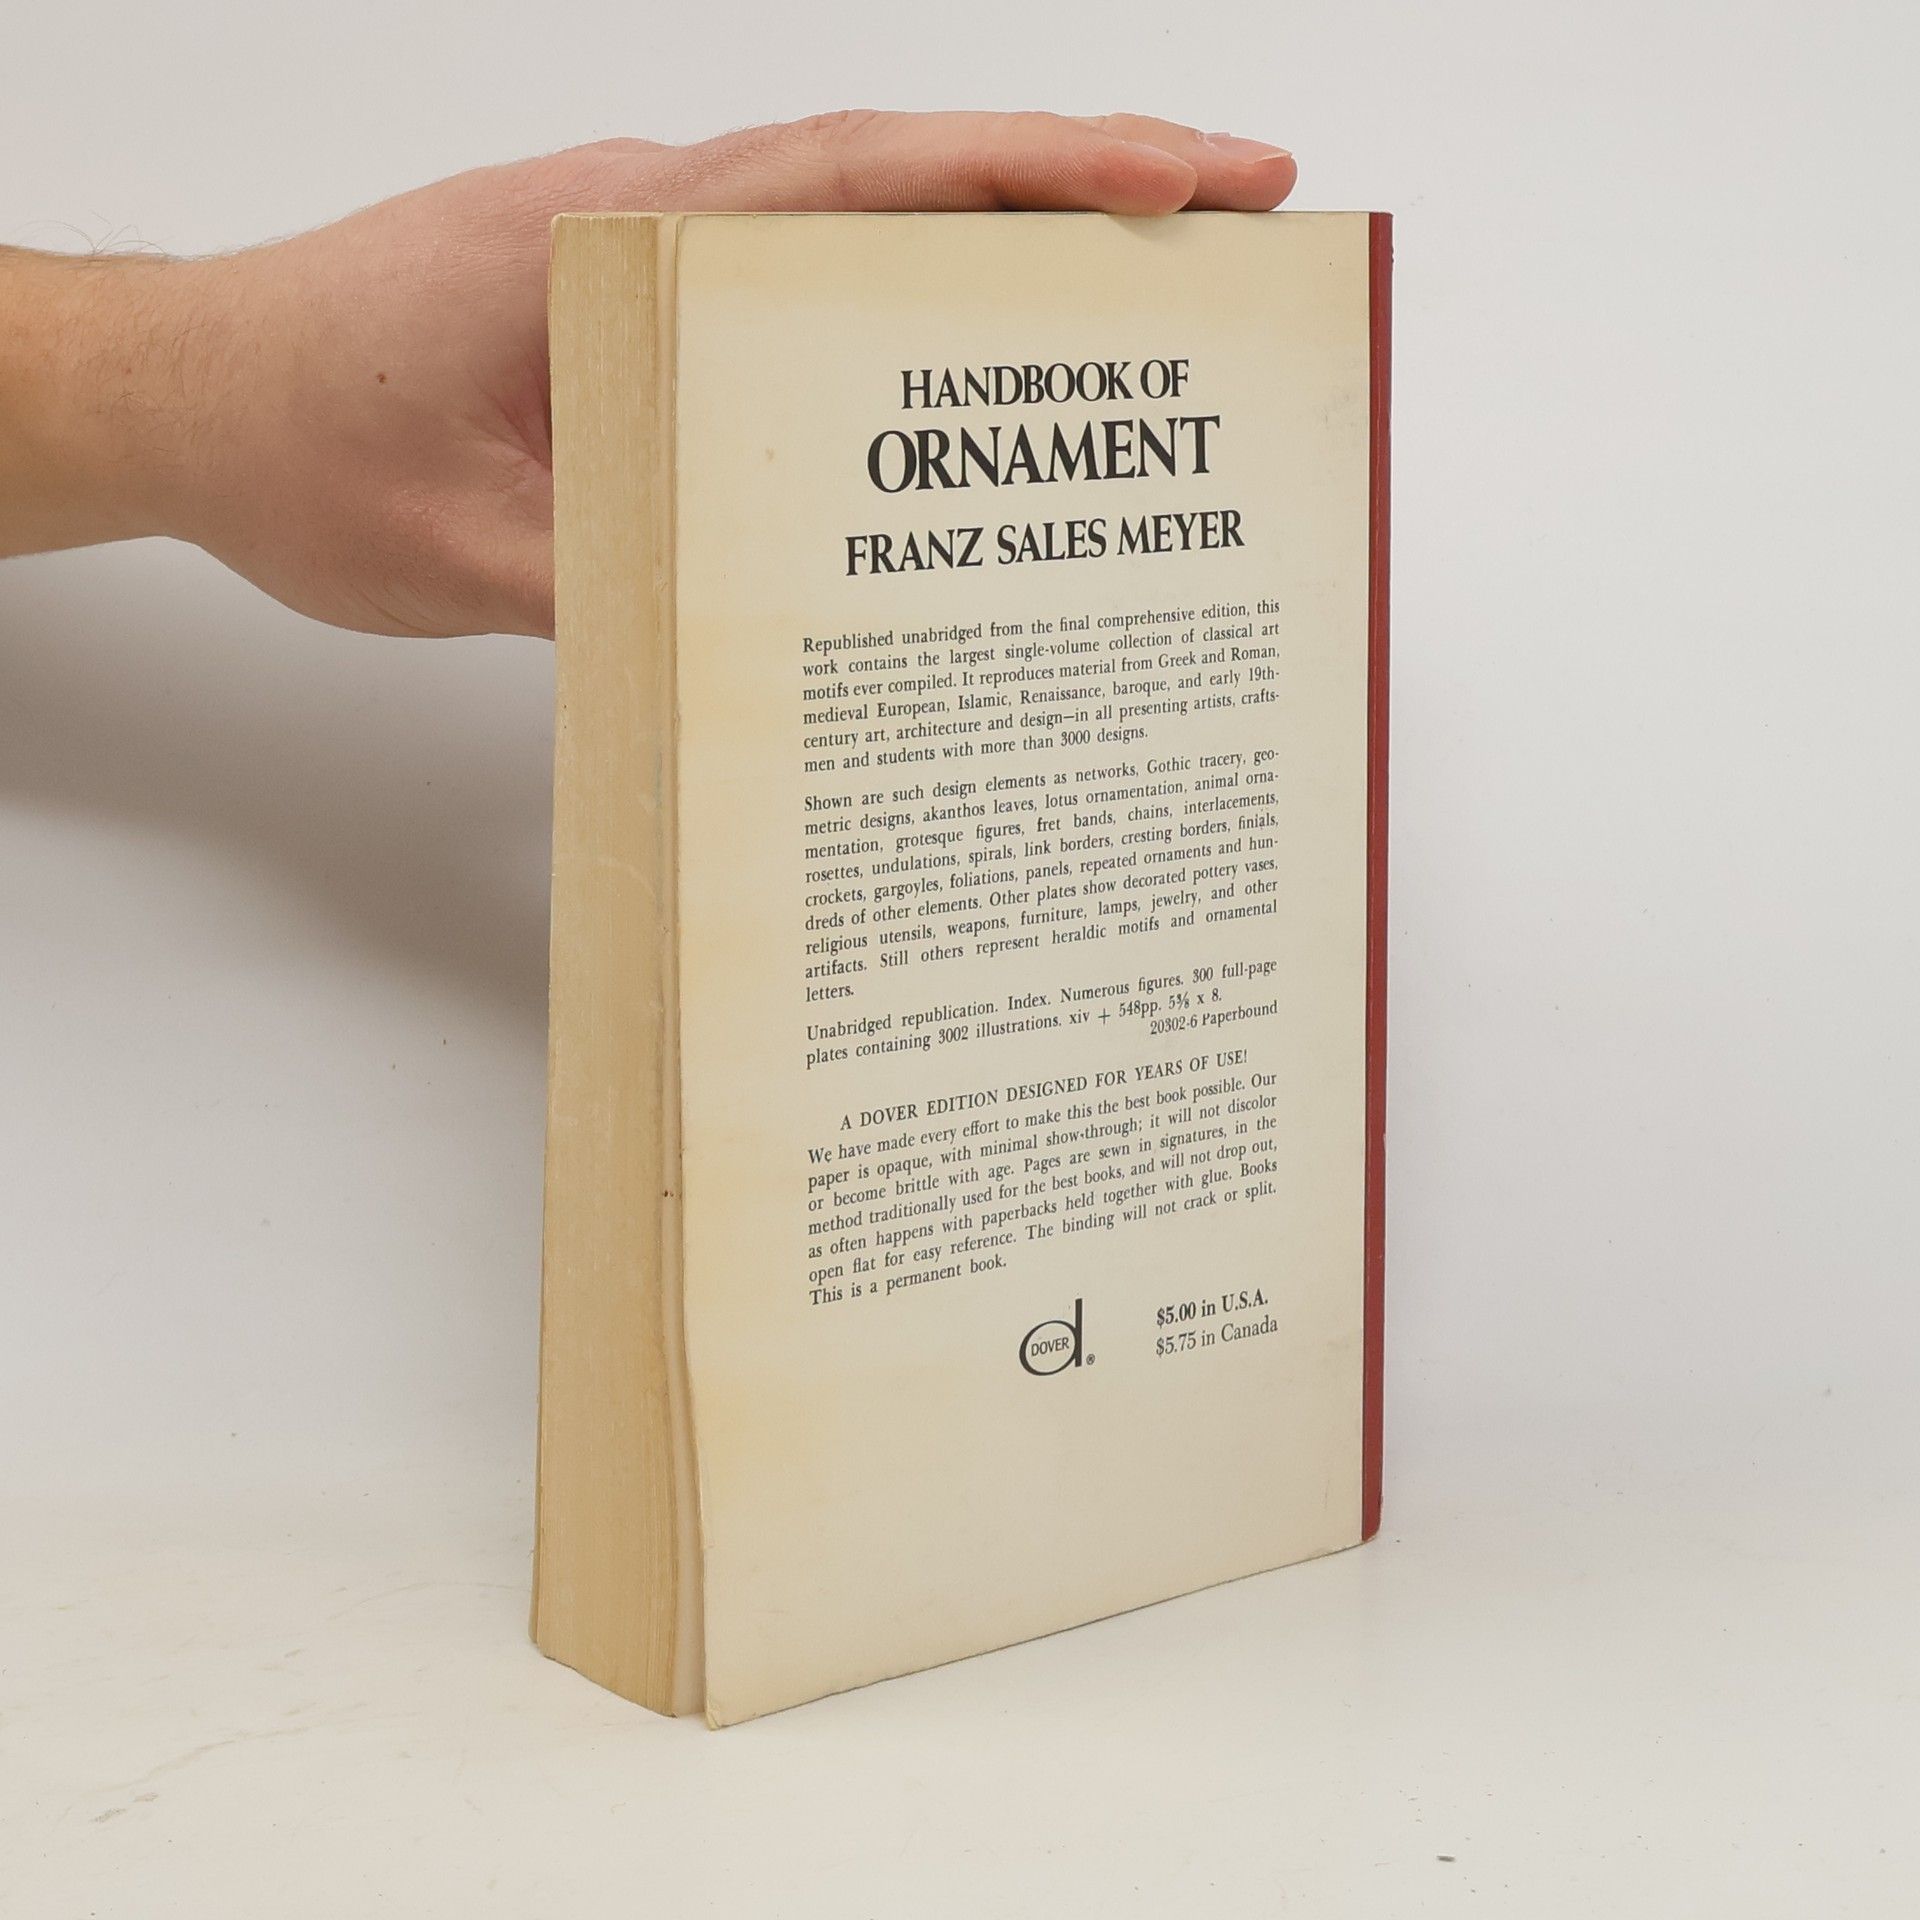 HANDBOOK OF
ORNAMENT
FRANZ SALES MEYER
Republished unabridged from the final comprehensive edition, this
work contains the largest single-volume collection of classical art
motifs ever compiled. It reproduces material from Greek and Roman,
medieval European, Islamic, Renaissance, baroque, and early 19th-
century art, architecture and design—in all presenting artists, crafts-
men and students with more than 3000 designs.
Shown are such design elements as networks, Gothic tracery, geo-
metric designs, akanthos leaves, lotus ornamentation, animal orna-
mentation, grotesque figures, fret bands, chains, interlacements,
rosettes, undulations, spirals, link borders, cresting borders, finials,
crockets, gargoyles, foliations, panels, repeated ornaments and hun-
dreds of other elements. Other plates show decorated pottery vases,
religious utensils, weapons, furniture, lamps, jewelry, and other
artifacts. Still others represent heraldic motifs and ornamental
letters.
Unabridged republication. Index. Numerous figures. 300 full-page
plates containing 3002 illustrations. xiv + 548pp. 5⅜ x 8.
20302-6 Paperbound
A DOVER EDITION DESIGNED FOR YEARS OF USE!
We have made every effort to make this the best book possible. Our
paper is opaque, with minimal show-through; it will not discolor
or become brittle with age. Pages are sewn in signatures, in the
method traditionally used for the best books, and will not drop out,
as often happens with paperbacks held together with glue. Books
open flat for easy reference. The binding will not crack or split.
This is a permanent book.
DOVER ®
$5.00 in U.S.A.
$5.75 in Canada